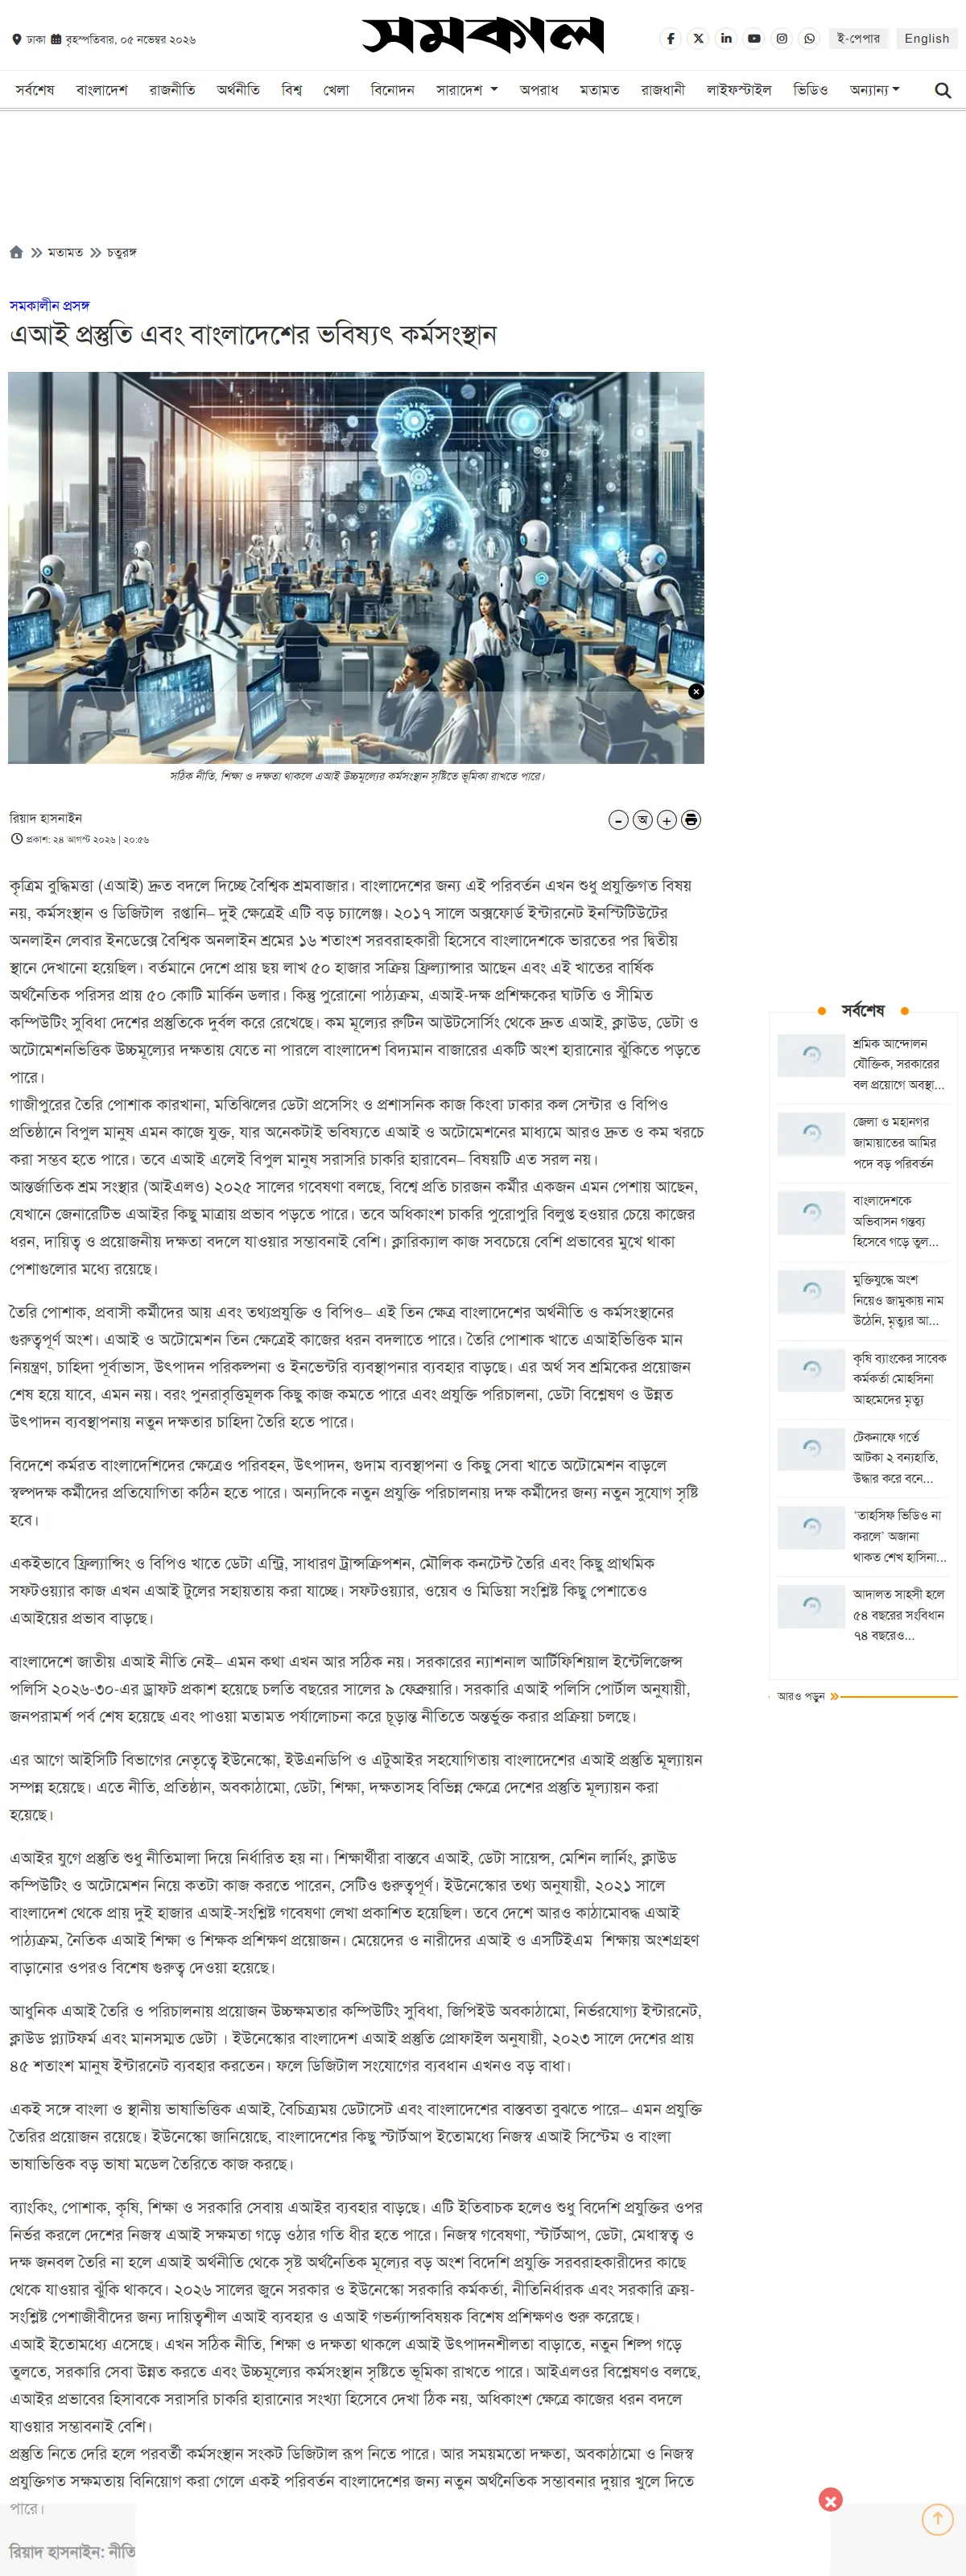 ঢাকা বৃহস্পতিবার, ০৫ নভেম্বর ২০২৬
সমকাল
ই-পেপার
English
সর্বশেষ বাংলাদেশ রাজনীতি অর্থনীতি বিশ্ব খেলা বিনোদন সারাদেশ অপরাধ মতামত রাজধানী লাইফস্টাইল ভিডিও অন্যান্য
মতামত চতুরঙ্গ
সমকালীন প্রসঙ্গ
এআই প্রস্তুতি এবং বাংলাদেশের ভবিষ্যৎ কর্মসংস্থান
সঠিক নীতি, শিক্ষা ও দক্ষতা থাকলে এআই উচ্চমূল্যের কর্মসংস্থান সৃষ্টিতে ভূমিকা রাখতে পারে।
রিয়াদ হাসনাইন
- অ +
প্রকাশ: ২৪ আগস্ট ২০২৬ | ২০:৫৬
কৃত্রিম বুদ্ধিমত্তা (এআই) দ্রুত বদলে দিচ্ছে বৈশ্বিক শ্রমবাজার। বাংলাদেশের জন্য এই পরিবর্তন এখন শুধু প্রযুক্তিগত বিষয়
নয়, কর্মসংস্থান ও ডিজিটাল রপ্তানি– দুই ক্ষেত্রেই এটি বড় চ্যালেঞ্জ। ২০১৭ সালে অক্সফোর্ড ইন্টারনেট ইনস্টিটিউটের
অনলাইন লেবার ইনডেক্সে বৈশ্বিক অনলাইন শ্রমের ১৬ শতাংশ সরবরাহকারী হিসেবে বাংলাদেশকে ভারতের পর দ্বিতীয়
স্থানে দেখানো হয়েছিল। বর্তমানে দেশে প্রায় ছয় লাখ ৫০ হাজার সক্রিয় ফ্রিল্যান্সার আছেন এবং এই খাতের বার্ষিক
অর্থনৈতিক পরিসর প্রায় ৫০ কোটি মার্কিন ডলার। কিন্তু পুরোনো পাঠ্যক্রম, এআই-দক্ষ প্রশিক্ষকের ঘাটতি ও সীমিত
কম্পিউটিং সুবিধা দেশের প্রস্তুতিকে দুর্বল করে রেখেছে। কম মূল্যের রুটিন আউটসোর্সিং থেকে দ্রুত এআই, ক্লাউড, ডেটা ও
অটোমেশনভিত্তিক উচ্চমূল্যের দক্ষতায় যেতে না পারলে বাংলাদেশ বিদ্যমান বাজারের একটি অংশ হারানোর ঝুঁকিতে পড়তে
পারে।
গাজীপুরের তৈরি পোশাক কারখানা, মতিঝিলের ডেটা প্রসেসিং ও প্রশাসনিক কাজ কিংবা ঢাকার কল সেন্টার ও বিপিও
প্রতিষ্ঠানে বিপুল মানুষ এমন কাজে যুক্ত, যার অনেকটাই ভবিষ্যতে এআই ও অটোমেশনের মাধ্যমে আরও দ্রুত ও কম খরচে
করা সম্ভব হতে পারে। তবে এআই এলেই বিপুল মানুষ সরাসরি চাকরি হারাবেন– বিষয়টি এত সরল নয়।
আন্তর্জাতিক শ্রম সংস্থার (আইএলও) ২০২৫ সালের গবেষণা বলছে, বিশ্বে প্রতি চারজন কর্মীর একজন এমন পেশায় আছেন,
যেখানে জেনারেটিভ এআইর কিছু মাত্রায় প্রভাব পড়তে পারে। তবে অধিকাংশ চাকরি পুরোপুরি বিলুপ্ত হওয়ার চেয়ে কাজের
ধরন, দায়িত্ব ও প্রয়োজনীয় দক্ষতা বদলে যাওয়ার সম্ভাবনাই বেশি। ক্লারিক্যাল কাজ সবচেয়ে বেশি প্রভাবের মুখে থাকা
পেশাগুলোর মধ্যে রয়েছে।
তৈরি পোশাক, প্রবাসী কর্মীদের আয় এবং তথ্যপ্রযুক্তি ও বিপিও– এই তিন ক্ষেত্র বাংলাদেশের অর্থনীতি ও কর্মসংস্থানের
গুরুত্বপূর্ণ অংশ। এআই ও অটোমেশন তিন ক্ষেত্রেই কাজের ধরন বদলাতে পারে। তৈরি পোশাক খাতে এআইভিত্তিক মান
নিয়ন্ত্রণ, চাহিদা পূর্বাভাস, উৎপাদন পরিকল্পনা ও ইনভেন্টরি ব্যবস্থাপনার ব্যবহার বাড়ছে। এর অর্থ সব শ্রমিকের প্রয়োজন
শেষ হয়ে যাবে, এমন নয়। বরং পুনরাবৃত্তিমূলক কিছু কাজ কমতে পারে এবং প্রযুক্তি পরিচালনা, ডেটা বিশ্লেষণ ও উন্নত
উৎপাদন ব্যবস্থাপনায় নতুন দক্ষতার চাহিদা তৈরি হতে পারে।
বিদেশে কর্মরত বাংলাদেশিদের ক্ষেত্রেও পরিবহন, উৎপাদন, গুদাম ব্যবস্থাপনা ও কিছু সেবা খাতে অটোমেশন বাড়লে
স্বল্পদক্ষ কর্মীদের প্রতিযোগিতা কঠিন হতে পারে। অন্যদিকে নতুন প্রযুক্তি পরিচালনায় দক্ষ কর্মীদের জন্য নতুন সুযোগ সৃষ্টি
হবে।
একইভাবে ফ্রিল্যান্সিং ও বিপিও খাতে ডেটা এন্ট্রি, সাধারণ ট্রান্সক্রিপশন, মৌলিক কনটেন্ট তৈরি এবং কিছু প্রাথমিক
সফটওয়্যার কাজ এখন এআই টুলের সহায়তায় করা যাচ্ছে। সফটওয়্যার, ওয়েব ও মিডিয়া সংশ্লিষ্ট কিছু পেশাতেও
এআইয়ের প্রভাব বাড়ছে।
বাংলাদেশে জাতীয় এআই নীতি নেই– এমন কথা এখন আর সঠিক নয়। সরকারের ন্যাশনাল আর্টিফিশিয়াল ইন্টেলিজেন্স
পলিসি ২০২৬-৩০-এর ড্রাফট প্রকাশ হয়েছে চলতি বছরের সালের ৯ ফেব্রুয়ারি। সরকারি এআই পলিসি পোর্টাল অনুযায়ী,
জনপরামর্শ পর্ব শেষ হয়েছে এবং পাওয়া মতামত পর্যালোচনা করে চূড়ান্ত নীতিতে অন্তর্ভুক্ত করার প্রক্রিয়া চলছে।
এর আগে আইসিটি বিভাগের নেতৃত্বে ইউনেস্কো, ইউএনডিপি ও এটুআইর সহযোগিতায় বাংলাদেশের এআই প্রস্তুতি মূল্যায়ন
সম্পন্ন হয়েছে। এতে নীতি, প্রতিষ্ঠান, অবকাঠামো, ডেটা, শিক্ষা, দক্ষতাসহ বিভিন্ন ক্ষেত্রে দেশের প্রস্তুতি মূল্যায়ন করা
হয়েছে।
এআইর যুগে প্রস্তুতি শুধু নীতিমালা দিয়ে নির্ধারিত হয় না। শিক্ষার্থীরা বাস্তবে এআই, ডেটা সায়েন্স, মেশিন লার্নিং, ক্লাউড
কম্পিউটিং ও অটোমেশন নিয়ে কতটা কাজ করতে পারেন, সেটিও গুরুত্বপূর্ণ। ইউনেস্কোর তথ্য অনুযায়ী, ২০২১ সালে
বাংলাদেশ থেকে প্রায় দুই হাজার এআই-সংশ্লিষ্ট গবেষণা লেখা প্রকাশিত হয়েছিল। তবে দেশে আরও কাঠামোবদ্ধ এআই
পাঠ্যক্রম, নৈতিক এআই শিক্ষা ও শিক্ষক প্রশিক্ষণ প্রয়োজন। মেয়েদের ও নারীদের এআই ও এসটিইএম শিক্ষায় অংশগ্রহণ
বাড়ানোর ওপরও বিশেষ গুরুত্ব দেওয়া হয়েছে।
আধুনিক এআই তৈরি ও পরিচালনায় প্রয়োজন উচ্চক্ষমতার কম্পিউটিং সুবিধা, জিপিইউ অবকাঠামো, নির্ভরযোগ্য ইন্টারনেট,
ক্লাউড প্ল্যাটফর্ম এবং মানসম্মত ডেটা । ইউনেস্কোর বাংলাদেশ এআই প্রস্তুতি প্রোফাইল অনুযায়ী, ২০২৩ সালে দেশের প্রায়
৪৫ শতাংশ মানুষ ইন্টারনেট ব্যবহার করতেন। ফলে ডিজিটাল সংযোগের ব্যবধান এখনও বড় বাধা।
একই সঙ্গে বাংলা ও স্থানীয় ভাষাভিত্তিক এআই, বৈচিত্র্যময় ডেটাসেট এবং বাংলাদেশের বাস্তবতা বুঝতে পারে– এমন প্রযুক্তি
তৈরির প্রয়োজন রয়েছে। ইউনেস্কো জানিয়েছে, বাংলাদেশের কিছু স্টার্টআপ ইতোমধ্যে নিজস্ব এআই সিস্টেম ও বাংলা
ভাষাভিত্তিক বড় ভাষা মডেল তৈরিতে কাজ করছে।
ব্যাংকিং, পোশাক, কৃষি, শিক্ষা ও সরকারি সেবায় এআইর ব্যবহার বাড়ছে। এটি ইতিবাচক হলেও শুধু বিদেশি প্রযুক্তির ওপর
নির্ভর করলে দেশের নিজস্ব এআই সক্ষমতা গড়ে ওঠার গতি ধীর হতে পারে। নিজস্ব গবেষণা, স্টার্টআপ, ডেটা, মেধাস্বত্ব ও
দক্ষ জনবল তৈরি না হলে এআই অর্থনীতি থেকে সৃষ্ট অর্থনৈতিক মূল্যের বড় অংশ বিদেশি প্রযুক্তি সরবরাহকারীদের কাছে
থেকে যাওয়ার ঝুঁকি থাকবে। ২০২৬ সালের জুনে সরকার ও ইউনেস্কো সরকারি কর্মকর্তা, নীতিনির্ধারক এবং সরকারি ক্রয়-
সংশ্লিষ্ট পেশাজীবীদের জন্য দায়িত্বশীল এআই ব্যবহার ও এআই গভর্ন্যান্সবিষয়ক বিশেষ প্রশিক্ষণও শুরু করেছে।
এআই ইতোমধ্যে এসেছে। এখন সঠিক নীতি, শিক্ষা ও দক্ষতা থাকলে এআই উৎপাদনশীলতা বাড়াতে, নতুন শিল্প গড়ে
তুলতে, সরকারি সেবা উন্নত করতে এবং উচ্চমূল্যের কর্মসংস্থান সৃষ্টিতে ভূমিকা রাখতে পারে। আইএলওর বিশ্লেষণও বলছে,
এআইর প্রভাবের হিসাবকে সরাসরি চাকরি হারানোর সংখ্যা হিসেবে দেখা ঠিক নয়, অধিকাংশ ক্ষেত্রে কাজের ধরন বদলে
যাওয়ার সম্ভাবনাই বেশি।
প্রস্তুতি নিতে দেরি হলে পরবর্তী কর্মসংস্থান সংকট ডিজিটাল রূপ নিতে পারে। আর সময়মতো দক্ষতা, অবকাঠামো ও নিজস্ব
প্রযুক্তিগত সক্ষমতায় বিনিয়োগ করা গেলে একই পরিবর্তন বাংলাদেশের জন্য নতুন অর্থনৈতিক সম্ভাবনার দুয়ার খুলে দিতে
পারে।
রিয়াদ হাসনাইন: নীতি
সর্বশেষ
শ্রমিক আন্দোলন
যৌক্তিক, সরকারের
বল প্রয়োগে অবস্থা...
জেলা ও মহানগর
জামায়াতের আমির
পদে বড় পরিবর্তন
বাংলাদেশকে
অভিবাসন গন্তব্য
হিসেবে গড়ে তুল...
মুক্তিযুদ্ধে অংশ
নিয়েও জামুকায় নাম
উঠেনি, মৃত্যুর আ...
কৃষি ব্যাংকের সাবেক
কর্মকর্তা মোহসিনা
আহমেদের মৃত্যু
টেকনাফে গর্তে
আটকা ২ বন্যহাতি,
উদ্ধার করে বনে...
‘তাহসিফ ভিডিও না
করলে’ অজানা
থাকত শেখ হাসিনা...
আদালত সাহসী হলে
৫৪ বছরের সংবিধান
৭৪ বছরেও...
আরও পড়ুন